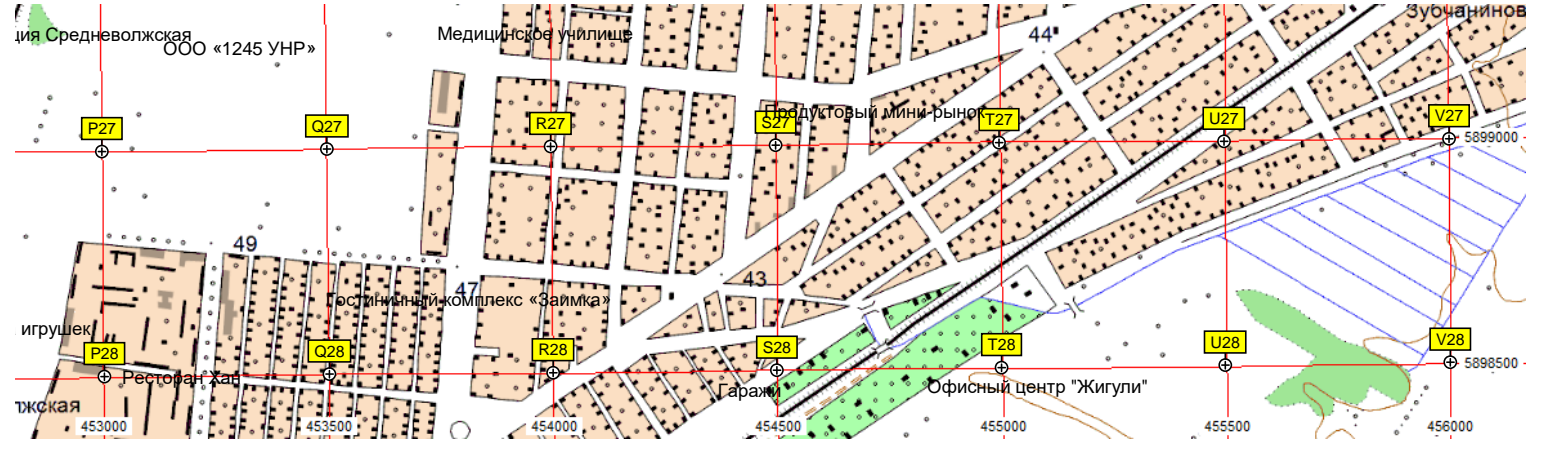 Зубчанинов
ция Средневолжская
ООО «1245 УНР»
Медицинское училище
44
Продуктовый мини-рынок
P27
Q27
R27
S27
T27
U27
V27
5899000
49
43
47
Гостиничный комплекс «Заимка»
игрушек
P28
Q28
R28
S28
T28
U28
V28
5898500
Ресторан Хан
Гаражи
Офисный центр "Жигули"
лжская
453000
453500
454000
454500
455000
455500
456000